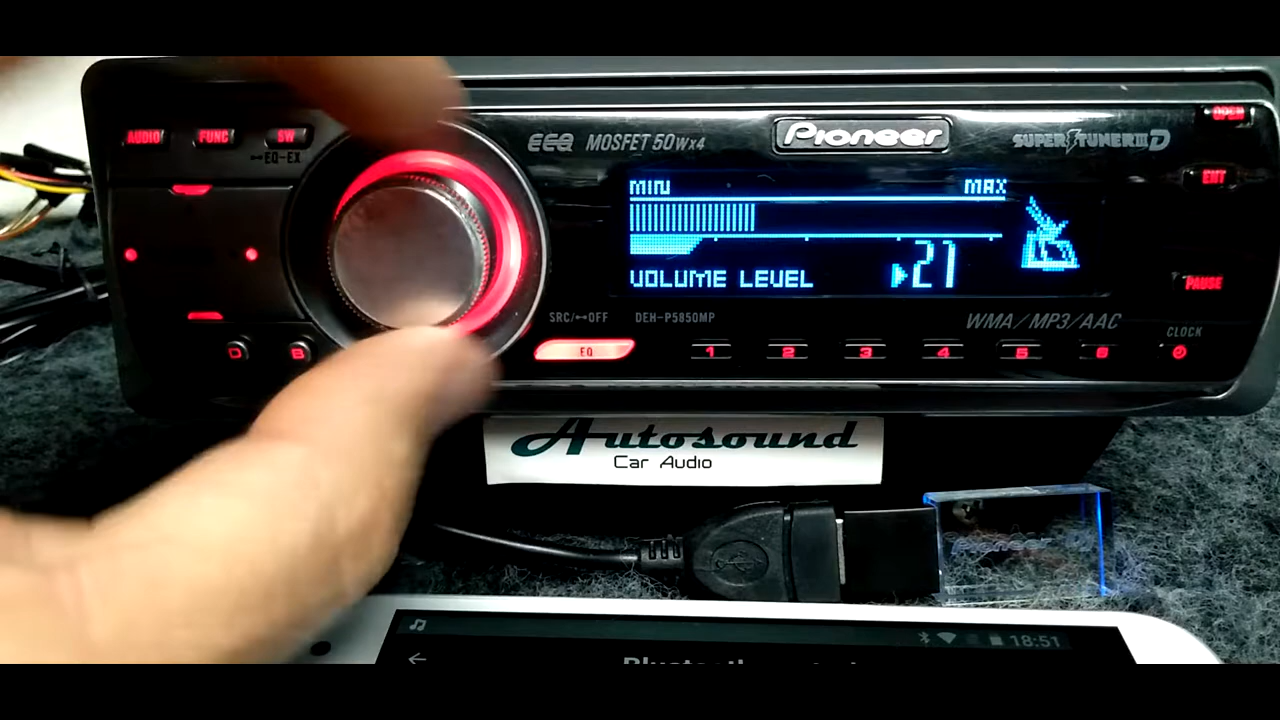 AUDIO FUNC SW
EQ-EX
EEQ MOSFET 50Wx4
Pioneer
SUPER TUNER III D
OPEN
ENT
MIN MAX
VOLUME LEVEL 21
PAUSE
SRC/OFF DEH-P5850MP
WMA/MP3/AAC
CLOCK
D B EQ 1 2 3 4 5 6
Autosound
Car Audio
18:51